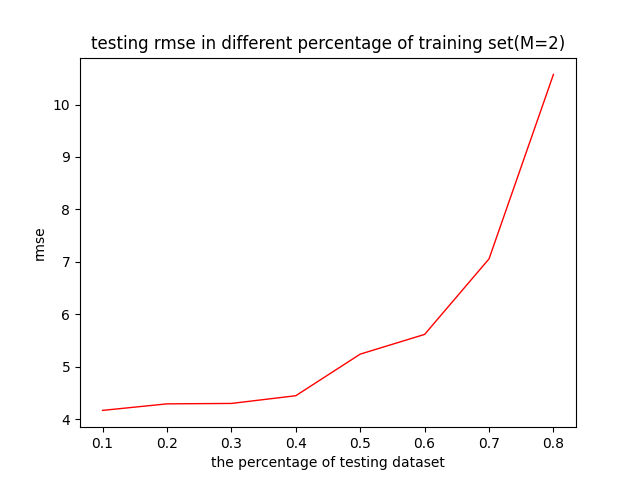 testing rmse in different percentage of training set(M=2)
10
9
8
7
6
5
4
rmse
0.1 0.2 0.3 0.4 0.5 0.6 0.7 0.8
the percentage of testing dataset